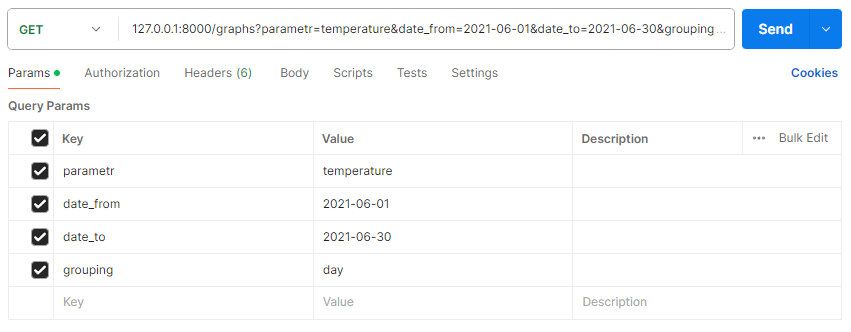 GET 127.0.0.1:8000/graphs?parametr=temperature&date_from=2021-06-01&date_to=2021-06-30&grouping... Send
Params Authorization Headers (6) Body Scripts Tests Settings Cookies
Query Params
Key Value Description ••• Bulk Edit
parametr temperature
date_from 2021-06-01
date_to 2021-06-30
grouping day
Key Value Description